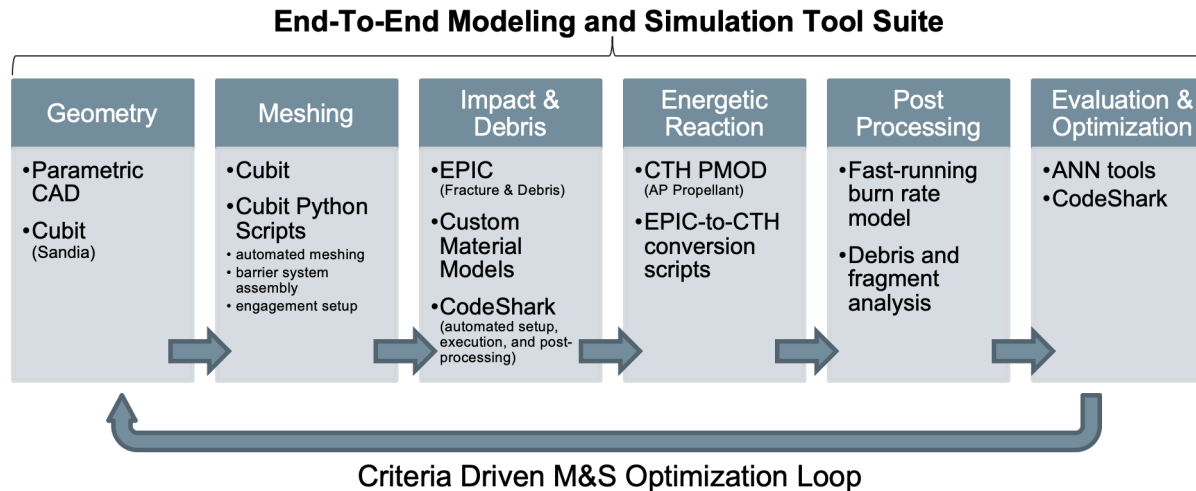 End-To-End Modeling and Simulation Tool Suite
Geometry
•Parametric
CAD
•Cubit
(Sandia)
Meshing
•Cubit
•Cubit Python
Scripts
• automated meshing
• barrier system
assembly
• engagement setup
Impact &
Debris
•EPIC
(Fracture & Debris)
•Custom
Material
Models
•CodeShark
(automated setup,
execution, and post-
processing)
Energetic
Reaction
•CTH PMOD
(AP Propellant)
•EPIC-to-CTH
conversion
scripts
Post
Processing
•Fast-running
burn rate
model
•Debris and
fragment
analysis
Evaluation &
Optimization
•ANN tools
•CodeShark
Criteria Driven M&S Optimization Loop